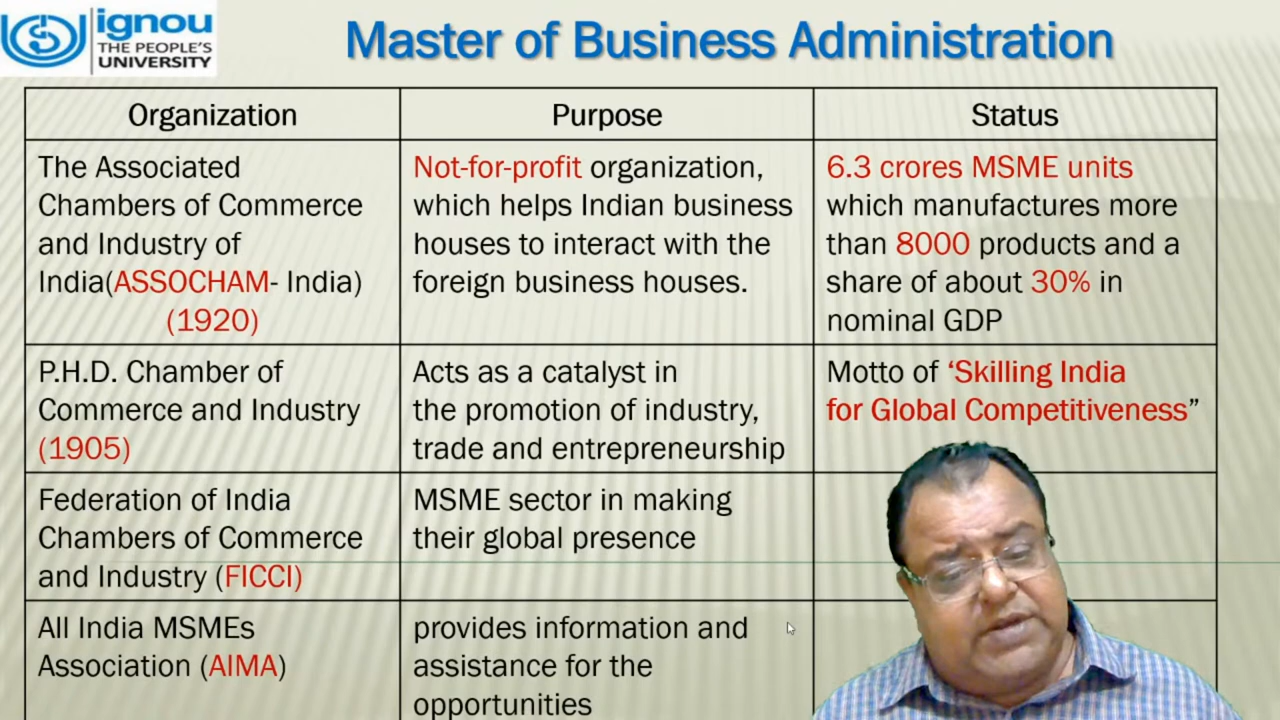 ignou
THE PEOPLE'S
UNIVERSITY
Master of Business Administration
Organization
Purpose
Status
The Associated
Chambers of Commerce
and Industry of
India(ASSOCHAM- India)
(1920)
Not-for-profit organization,
which helps Indian business
houses to interact with the
foreign business houses.
6.3 crores MSME units
which manufactures more
than 8000 products and a
share of about 30% in
nominal GDP
P.H.D. Chamber of
Commerce and Industry
(1905)
Acts as a catalyst in
the promotion of industry,
trade and entrepreneurship
Motto of ‘Skilling India
for Global Competitiveness”
Federation of India
Chambers of Commerce
and Industry (FICCI)
MSME sector in making
their global presence
All India MSMEs
Association (AIMA)
provides information and
assistance for the
opportunities